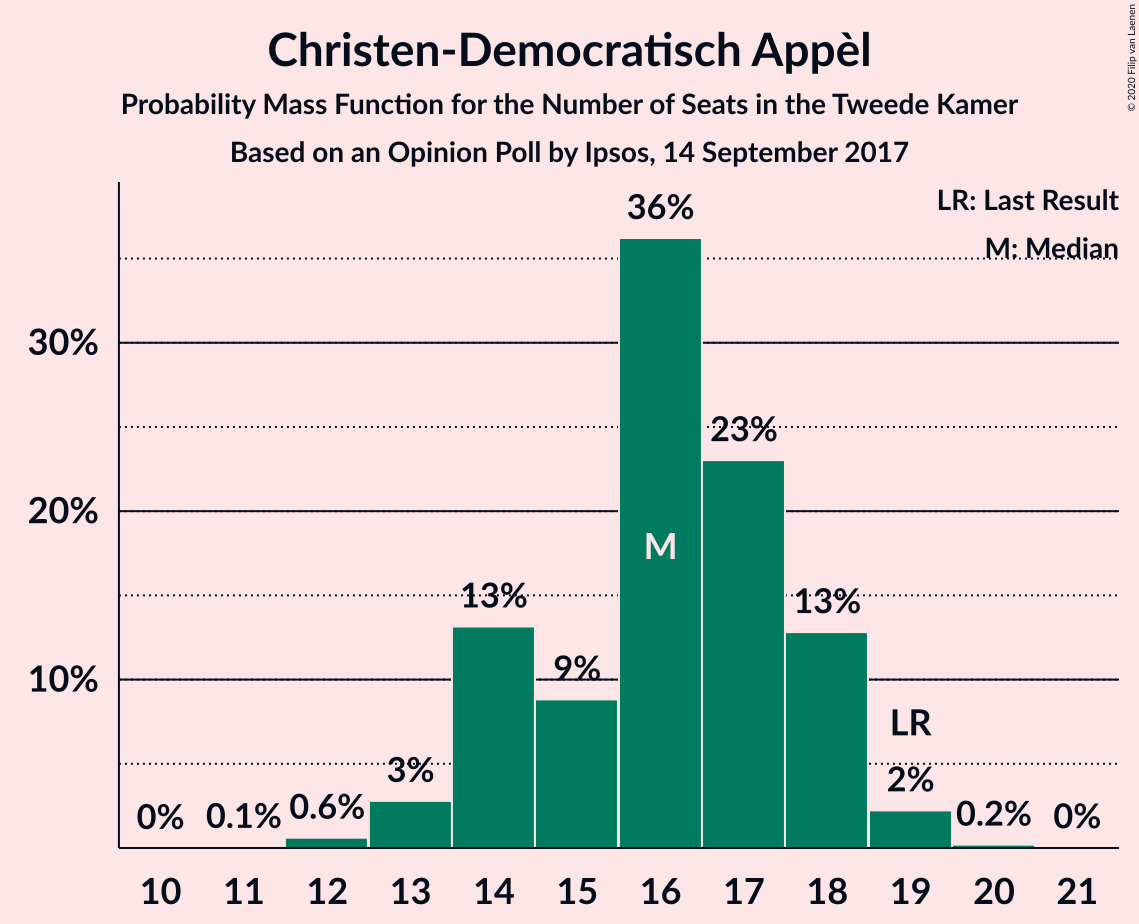 Christen-Democratisch Appèl
Probability Mass Function for the Number of Seats in the Tweede Kamer
Based on an Opinion Poll by Ipsos, 14 September 2017
© 2020 Filip van Laenen
LR: Last Result
M: Median
36%
30%
23%
20%
M
13%
13%
9%
10%
LR
3%
2%
0%
0.1%
0.6%
0.2%
0%
10 11 12 13 14 15 16 17 18 19 20 21